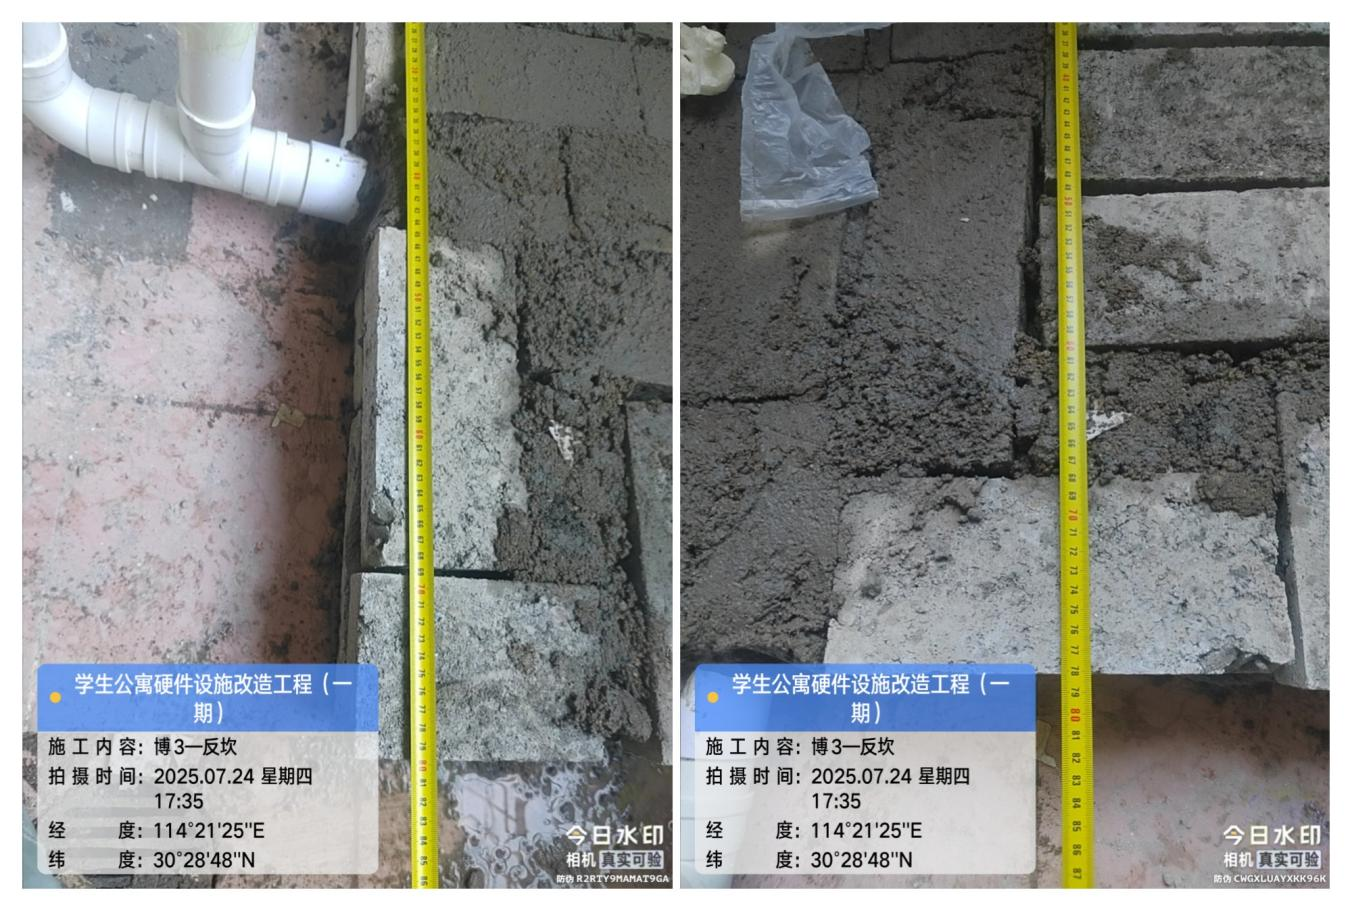 学生公寓硬件设施改造工程（一
期）
施工内容：博3—反坎
拍摄时间：2025.07.24 星期四
17:35
经度：114°21'25"E
纬度：30°28'48"N
今日水印
相机 真实可验
防伪 R2RTY9MAMAT9GA
学生公寓硬件设施改造工程（一
期）
施工内容：博3—反坎
拍摄时间：2025.07.24 星期四
17:35
经度：114°21'25"E
纬度：30°28'48"N
今日水印
相机 真实可验
防伪 CWGXLUAYXKK96K